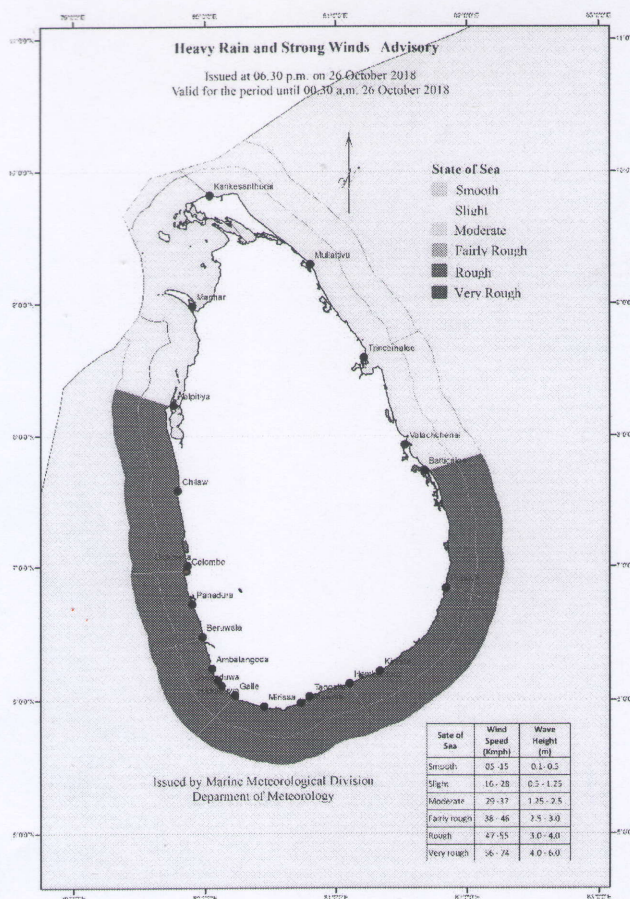 Heavy Rain and Strong Winds Advisory
Issued at 06.30 p.m. on 26 October 2018
Valid for the period until 00.30 a.m. 26 October 2018
State of Sea
Smooth
Slight
Moderate
Fairly Rough
Rough
Very Rough
Kankesanthurai
Mullaitivu
Mannar
Trincomalee
Kalpitiya
Valachchenai
Batticaloa
Chilaw
Colombo
Panadura
Beruwala
Ambalangoda
Galle
Mirissa
Issued by Marine Meteorological Division
Deparment of Meteorology
Sate of Sea Wind Speed (Kmph) Wave Height (m)
Smooth 05 -15 0.1- 0.5
Slight 16 - 28 0.5 - 1.25
Moderate 29 -37 1.25 - 2.5
Fairly rough 38 - 46 2.5 - 3.0
Rough 47 -55 3.0 - 4.0
Very rough 56 - 74 4.0 - 6.0